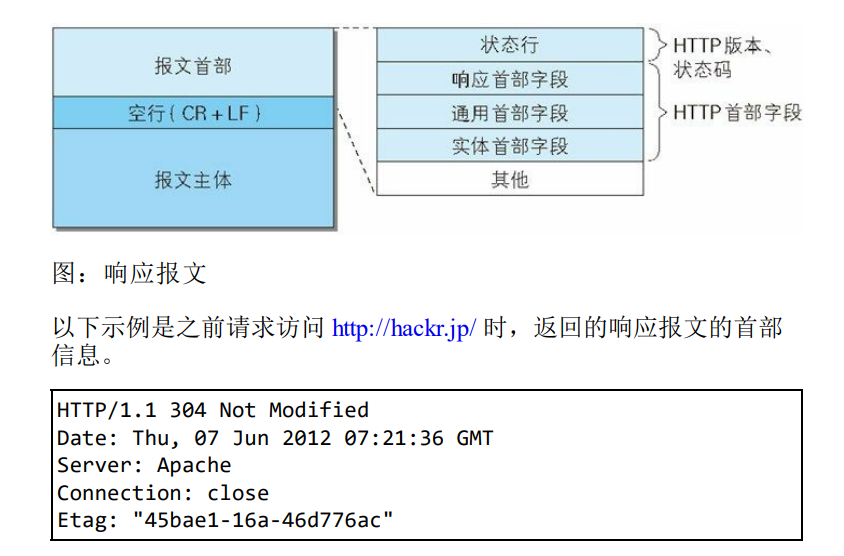 报文首部
空行(CR+LF)
报文主体
状态行
响应首部字段
通用首部字段
实体首部字段
其他
HTTP版本、
状态码
HTTP首部字段
图：响应报文
以下示例是之前请求访问 http://hackr.jp/ 时，返回的响应报文的首部
信息。
HTTP/1.1 304 Not Modified
Date: Thu, 07 Jun 2012 07:21:36 GMT
Server: Apache
Connection: close
Etag: "45bae1-16a-46d776ac"